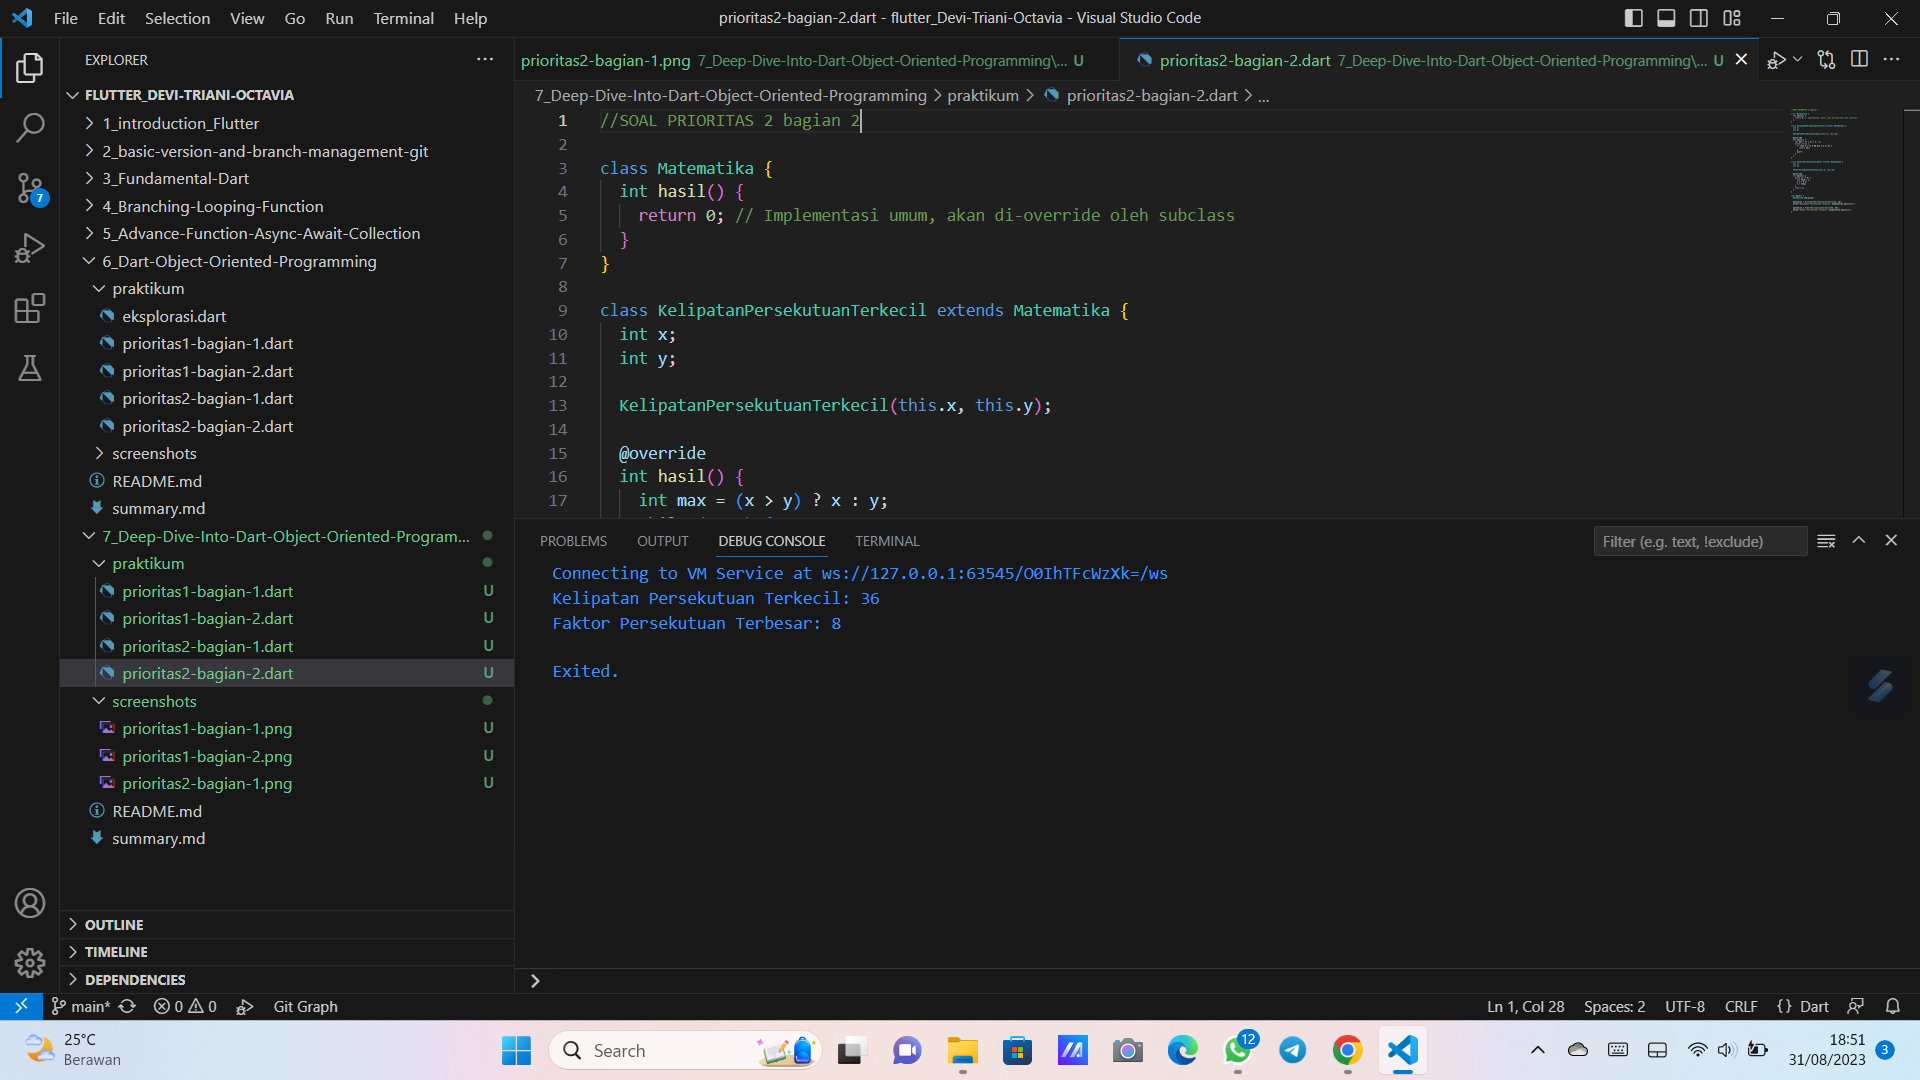 File Edit Selection View Go Run Terminal Help
prioritas2-bagian-2.dart - flutter_Devi-Triani-Octavia - Visual Studio Code
EXPLORER
FLUTTER_DEVI-TRIANI-OCTAVIA
1_introduction_Flutter
2_basic-version-and-branch-management-git
3_Fundamental-Dart
4_Branching-Looping-Function
5_Advance-Function-Async-Await-Collection
6_Dart-Object-Oriented-Programming
praktikum
eksplorasi.dart
prioritas1-bagian-1.dart
prioritas1-bagian-2.dart
prioritas2-bagian-1.dart
prioritas2-bagian-2.dart
screenshots
README.md
summary.md
7_Deep-Dive-Into-Dart-Object-Oriented-Program...
praktikum
prioritas1-bagian-1.dart U
prioritas1-bagian-2.dart U
prioritas2-bagian-1.dart U
prioritas2-bagian-2.dart U
screenshots
prioritas1-bagian-1.png U
prioritas1-bagian-2.png U
prioritas2-bagian-1.png U
README.md
summary.md
OUTLINE
TIMELINE
DEPENDENCIES
7
prioritas2-bagian-1.png 7_Deep-Dive-Into-Dart-Object-Oriented-Programming\... U
prioritas2-bagian-2.dart 7_Deep-Dive-Into-Dart-Object-Oriented-Programming\... U
7_Deep-Dive-Into-Dart-Object-Oriented-Programming > praktikum > prioritas2-bagian-2.dart > ...
1 //SOAL PRIORITAS 2 bagian 2
2
3 class Matematika {
4 int hasil() {
5 return 0; // Implementasi umum, akan di-override oleh subclass
6 }
7 }
8
9 class KelipatanPersekutuanTerkecil extends Matematika {
10 int x;
11 int y;
12
13 KelipatanPersekutuanTerkecil(this.x, this.y);
14
15 @override
16 int hasil() {
17 int max = (x > y) ? x : y;
PROBLEMS OUTPUT DEBUG CONSOLE TERMINAL
Filter (e.g. text, !exclude)
Connecting to VM Service at ws://127.0.0.1:63545/O0IhTFcWzXk=/ws
Kelipatan Persekutuan Terkecil: 36
Faktor Persekutuan Terbesar: 8
Exited.
main* 0 0 Git Graph
Ln 1, Col 28 Spaces: 2 UTF-8 CRLF {} Dart
25°C
Berawan
Search
12
18:51
31/08/2023
3